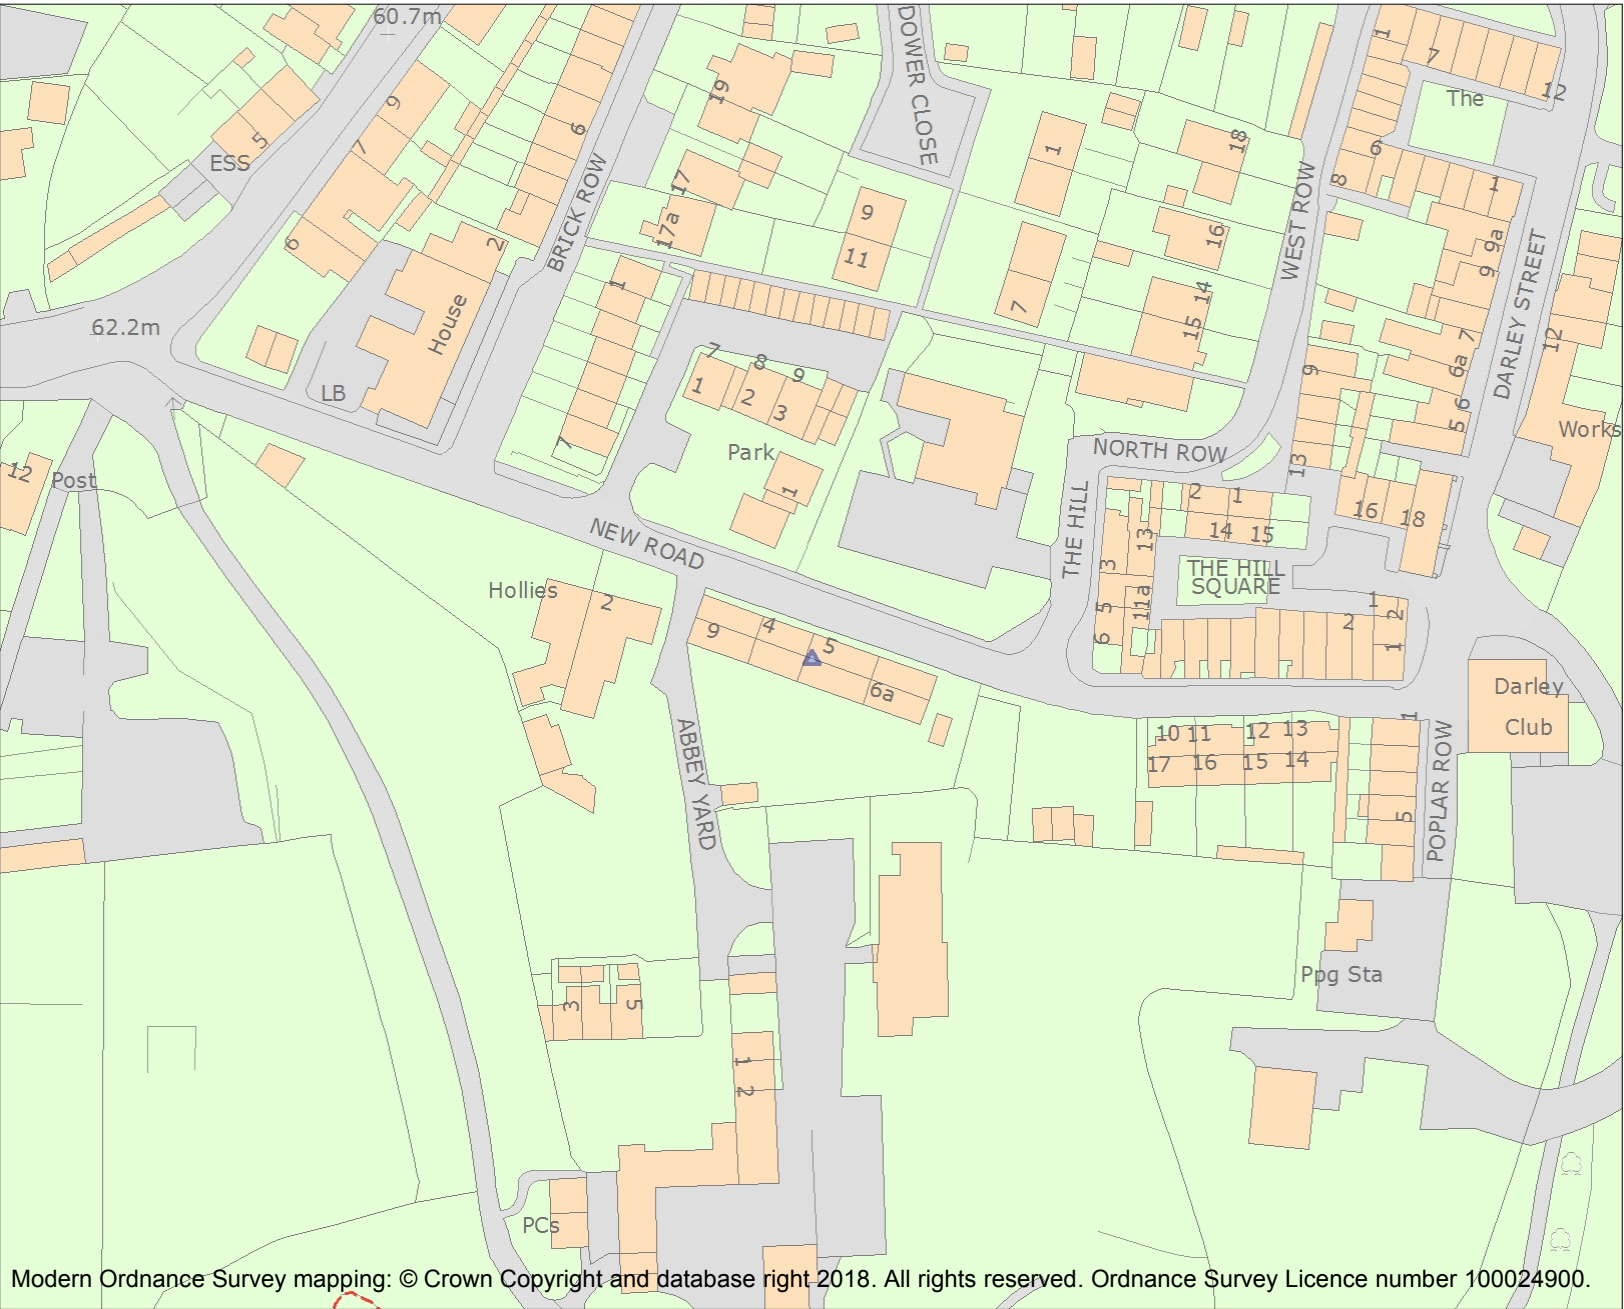 60.7m
DOWER CLOSE
1
7
12
The
9
19
6
5
7
ESS
18
1
6
8
1
17
9
17a
11
BRICK ROW
WEST ROW
16
9a
9
6
2
1
7
14
15
DARLEY STREET
62.2m
House
12
7
6a
7
8
9
1
2
3
9
LB
6
5
Works
7
Park
NORTH ROW
13
12
Post
1
2
1
16
18
THE HILL
NEW ROAD
13
14
15
3
THE HILL
SQUARE
Hollies
2
11a
5
6
1
2
2
1
9
4
5
6a
Darley
Club
ABBEY YARD
1
10
11
12
13
17
16
15
14
POPLAR ROW
5
Ppg Sta
3
5
1
2
PCs
Modern Ordnance Survey mapping: © Crown Copyright and database right 2018. All rights reserved. Ordnance Survey Licence number 100024900.